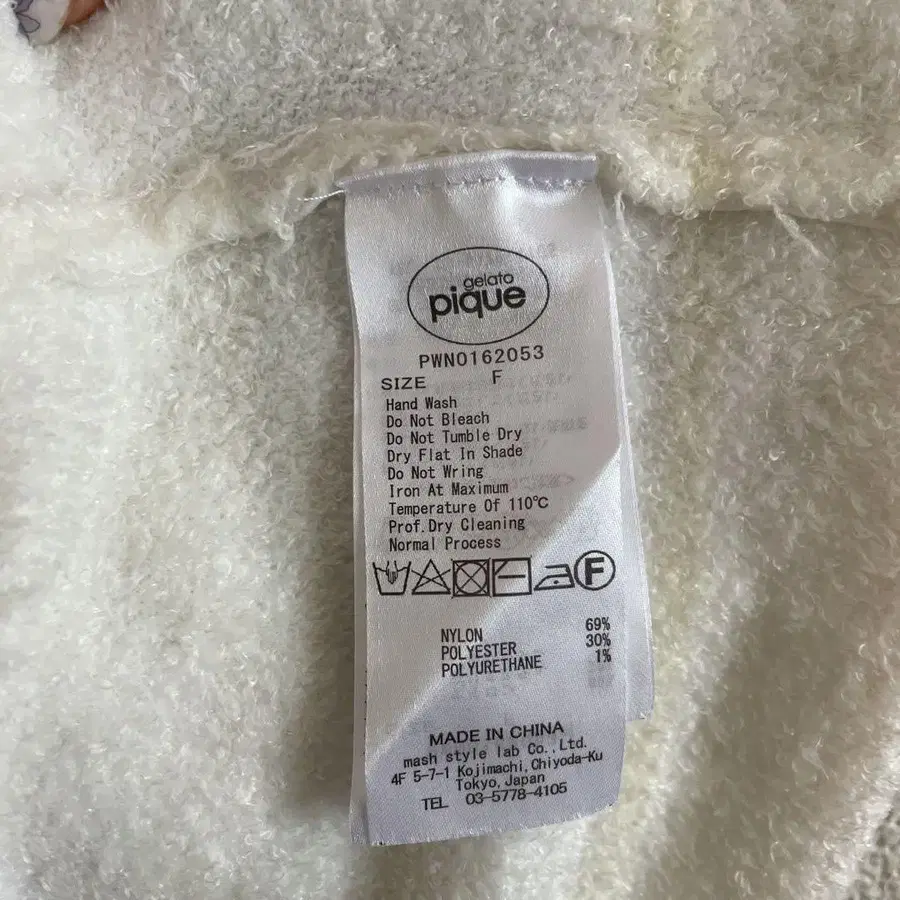 gelato
pique
PWNO162053
SIZE F
Hand Wash
Do Not Bleach
Do Not Tumble Dry
Dry Flat In Shade
Do Not Wring
Iron At Maximum
Temperature Of 110℃
Prof.Dry Cleaning
Normal Process
F
NYLON 69%
POLYESTER 30%
POLYURETHANE 1%
MADE IN CHINA
mash style lab Co.,Ltd.
4F 5-7-1 Kojimachi,Chiyoda-Ku
Tokyo,Japan
TEL 03-5778-4105